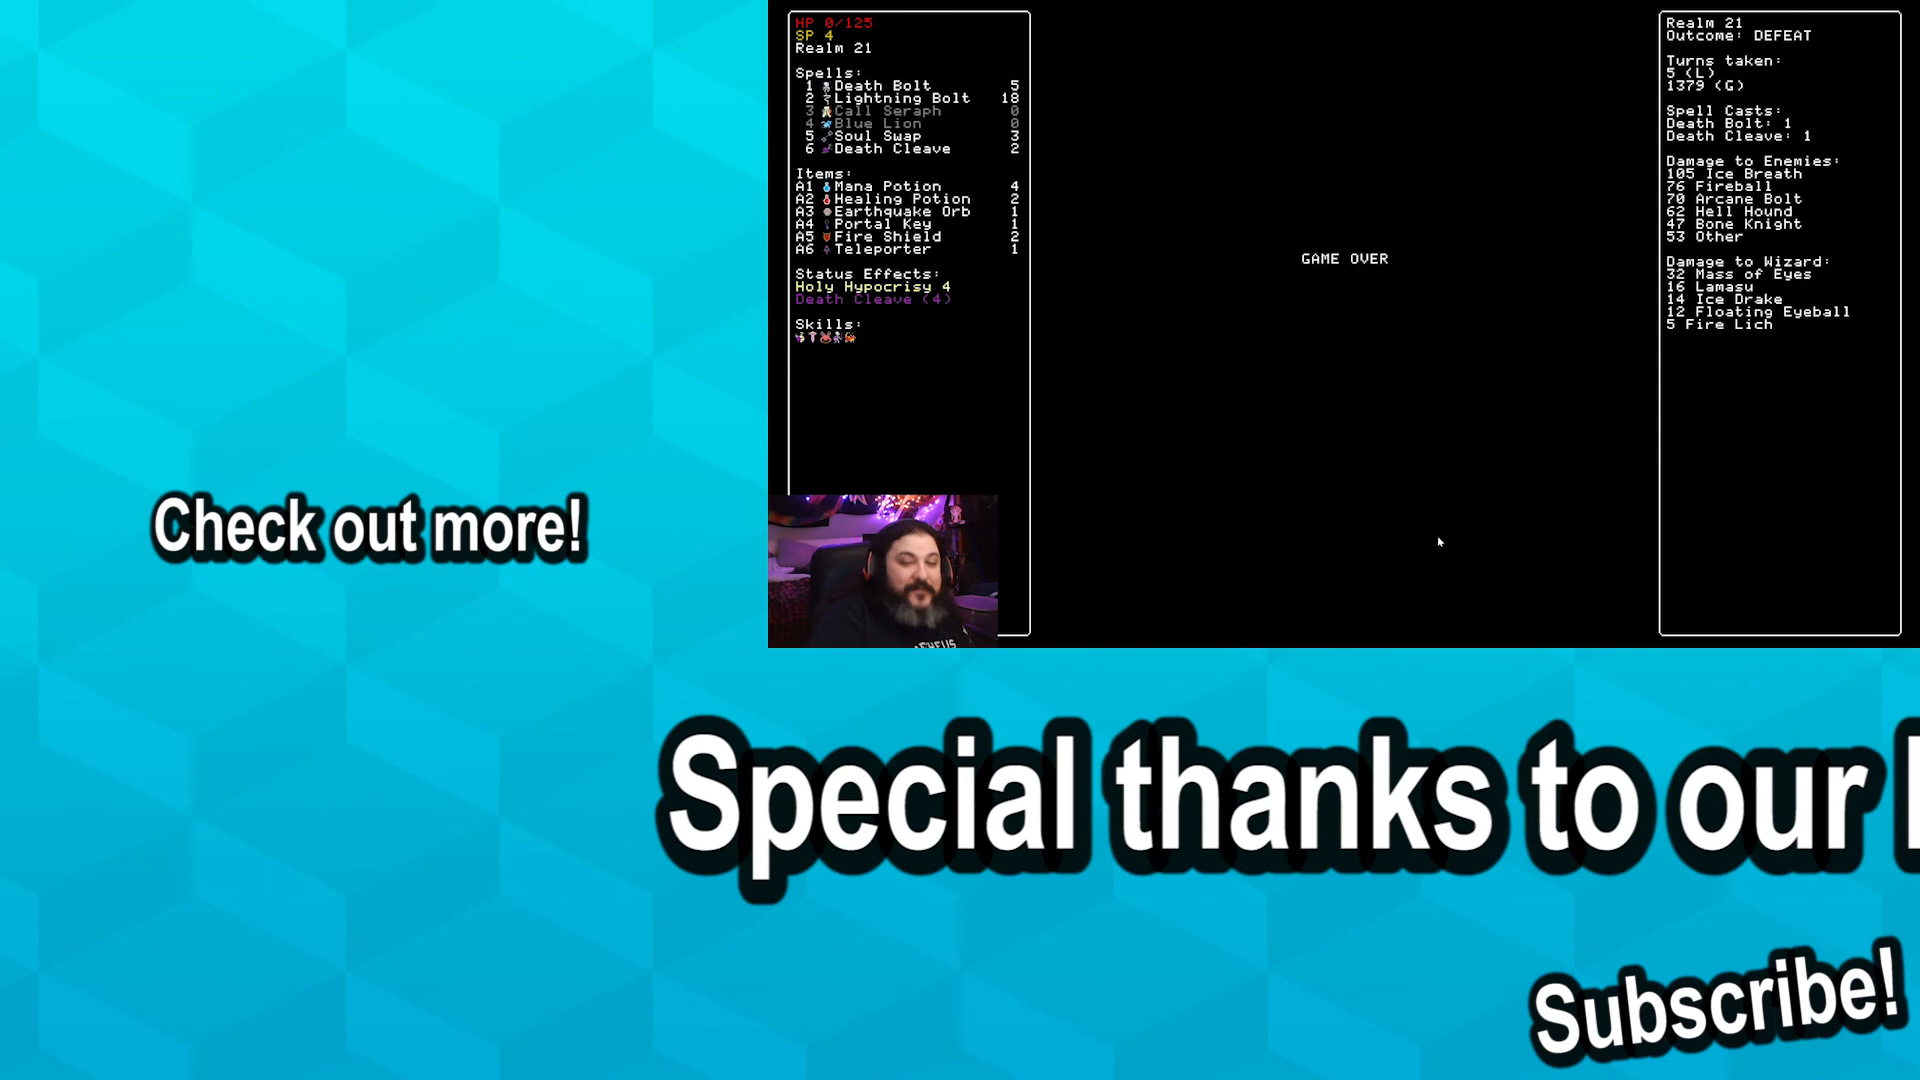 HP 0/125
SP 4
Realm 21
Spells:
1 Death Bolt 5
2 Lightning Bolt 18
3 Call Seraph 0
4 Blue Lion 0
5 Soul Swap 3
6 Death Cleave 2
Items:
A1 Mana Potion 4
A2 Healing Potion 2
A3 Earthquake Orb 1
A4 Portal Key 1
A5 Fire Shield 2
A6 Teleporter 1
Status Effects:
Holy Hypocrisy 4
Death Cleave (4)
Skills:
GAME OVER
Realm 21
Outcome: DEFEAT
Turns taken:
5 (L)
1379 (G)
Spell Casts:
Death Bolt: 1
Death Cleave: 1
Damage to Enemies:
105 Ice Breath
76 Fireball
70 Arcane Bolt
62 Hell Hound
47 Bone Knight
53 Other
Damage to Wizard:
32 Mass of Eyes
16 Lamasu
14 Ice Drake
12 Floating Eyeball
5 Fire Lich
Check out more!
Special thanks to our
Subscribe!